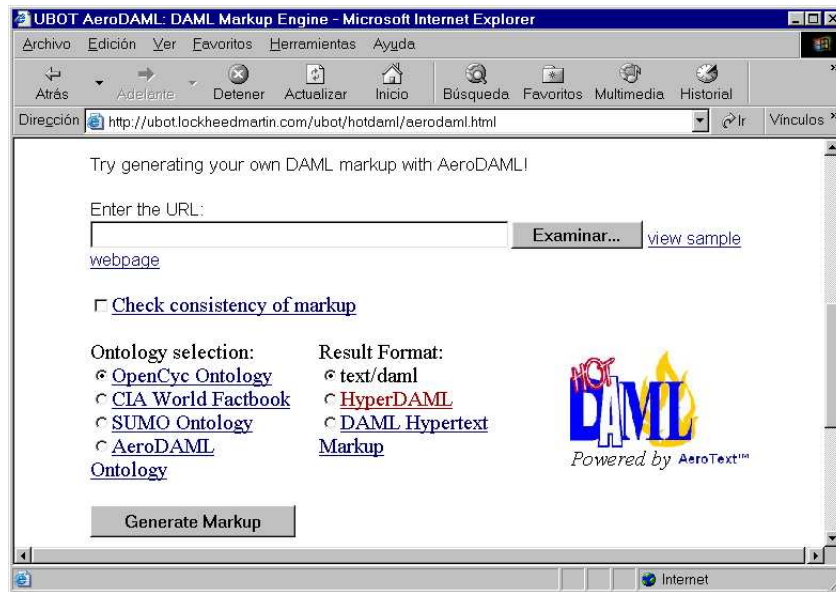 UBOT AeroDAML: DAML Markup Engine - Microsoft Internet Explorer
Archivo Edición Ver Favoritos Herramientas Ayuda
Atrás Adelante Detener Actualizar Inicio Búsqueda Favoritos Multimedia Historial »
Dirección http://ubot.lockheedmartin.com/ubot/hotdaml/aerodaml.html Ir Vínculos »
Try generating your own DAML markup with AeroDAML!
Enter the URL:
Examinar... view sample
webpage
Check consistency of markup
Ontology selection: Result Format:
OpenCyc Ontology text/daml
CIA World Factbook HyperDAML
SUMO Ontology DAML Hypertext
AeroDAML Markup
Ontology
HOT
DAML
Powered by AeroText™
Generate Markup
Internet